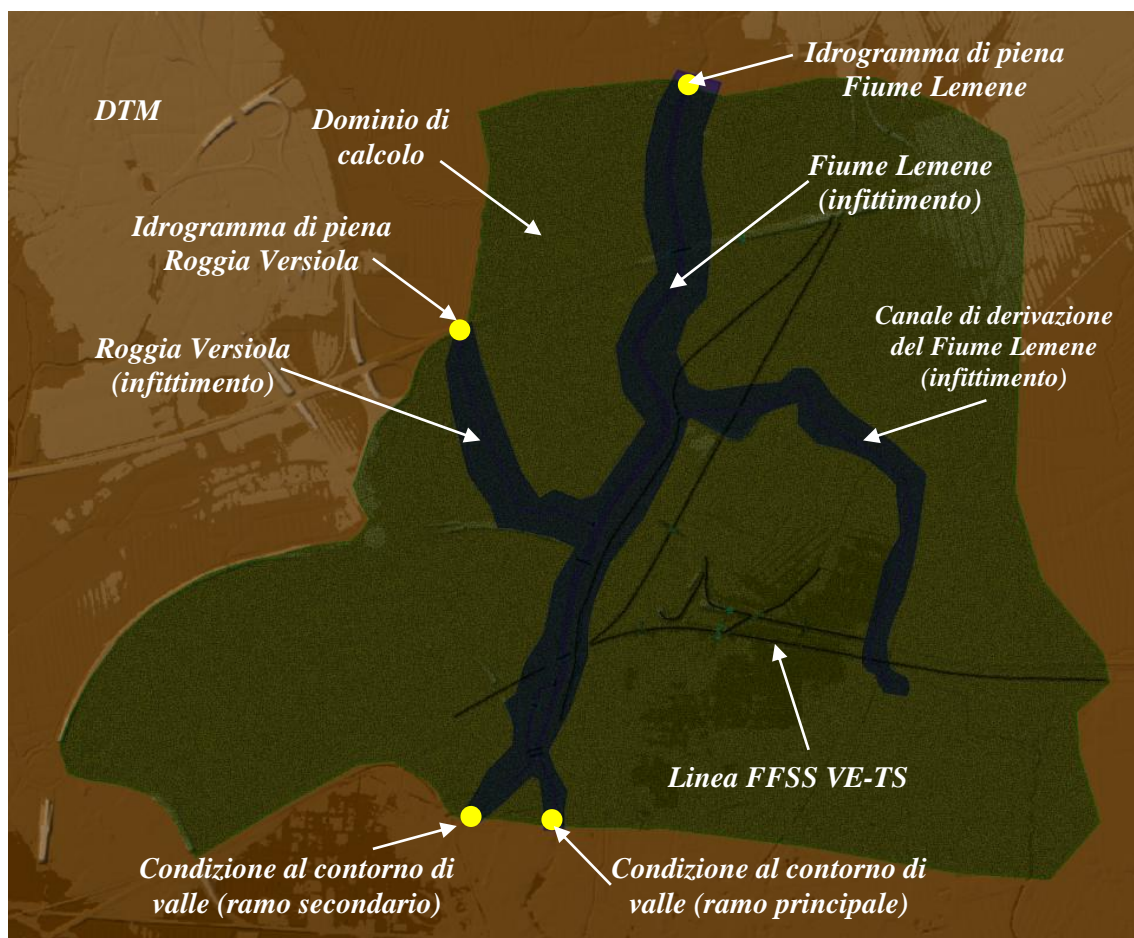 Idrogramma di piena
Fiume Lemene
DTM
Dominio di
calcolo
Fiume Lemene
(infittimento)
Idrogramma di piena
Roggia Versiola
Canale di derivazione
del Fiume Lemene
(infittimento)
Roggia Versiola
(infittimento)
Linea FFSS VE-TS
Condizione al contorno di
valle (ramo secondario)
Condizione al contorno di
valle (ramo principale)